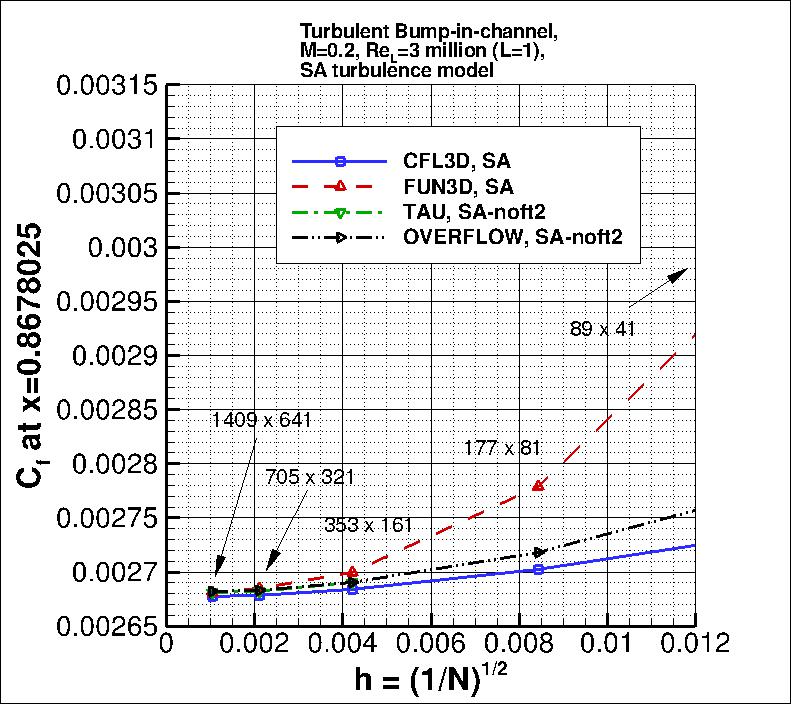 Turbulent Bump-in-channel,
M=0.2, Re_L=3 million (L=1),
SA turbulence model
0.00315
0.0031
0.00305
0.003
0.00295
0.0029
0.00285
0.0028
0.00275
0.0027
0.00265
C_f at x=0.8678025
CFL3D, SA
FUN3D, SA
TAU, SA-noft2
OVERFLOW, SA-noft2
89 x 41
1409 x 641
177 x 81
705 x 321
353 x 161
0 0.002 0.004 0.006 0.008 0.01 0.012
h = (1/N)^1/2